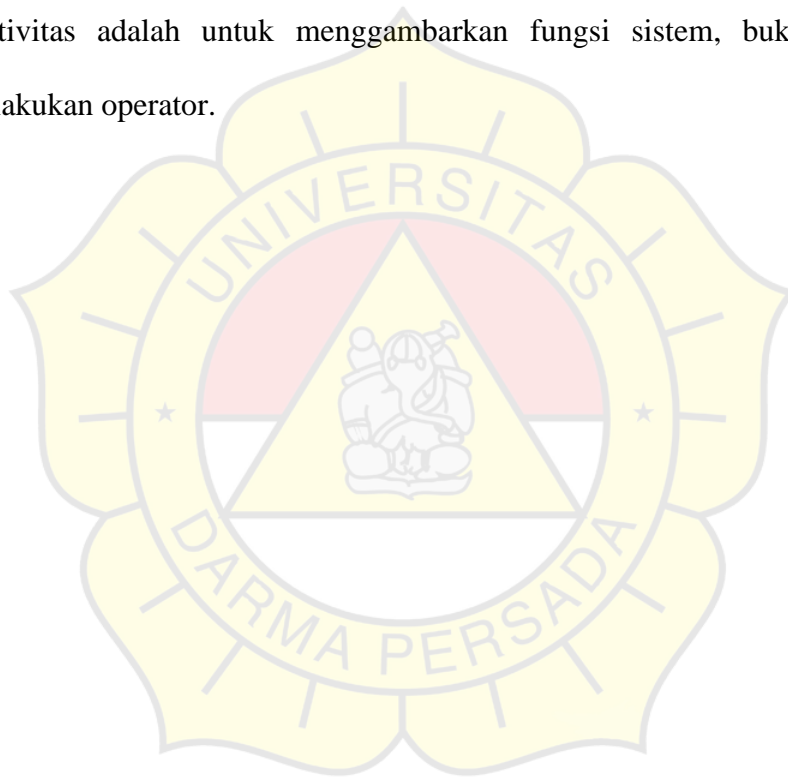 tivitas adalah untuk menggambarkan fungsi sistem, buk
akukan operator.
UNIVERSITAS
DARMA PERSADA